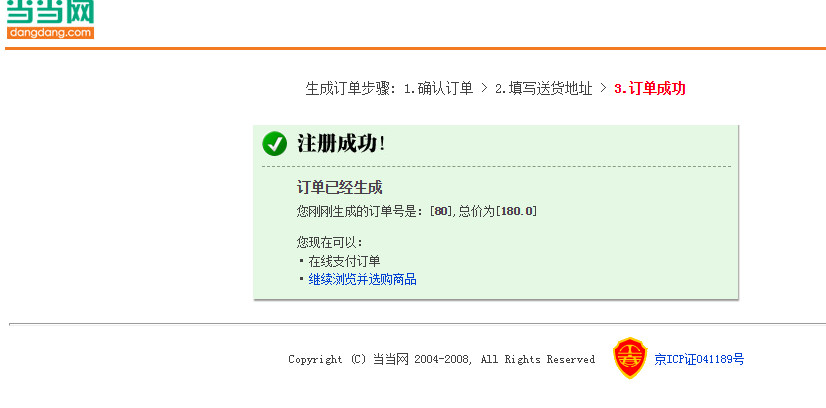 当当网
dangdang.com
生成订单步骤: 1.确认订单 > 2.填写送货地址 > 3.订单成功
注册成功!
订单已经生成
您刚刚生成的订单号是: [80],总价为[180.0]
您现在可以:
·在线支付订单
·继续浏览并选购商品
Copyright (C) 当当网 2004-2008, All Rights Reserved 京ICP证041189号